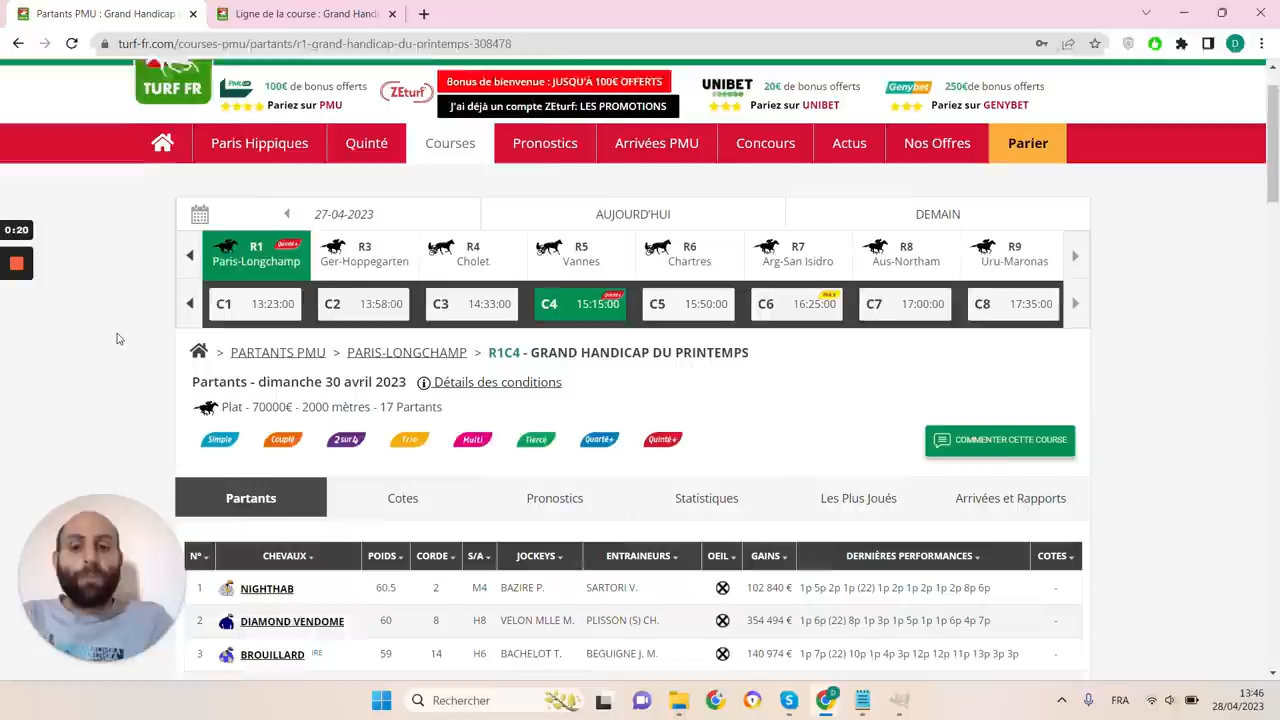 Partants PMU : Grand Handicap
Ligne de course : Grand Handi
turf-fr.com/courses-pmu/partants/r1-grand-handicap-du-printemps-308478
TURF FR
PMU
100€ de bonus offerts
Pariez sur PMU
ZEturf
Bonus de bienvenue : JUSQU'À 100€ OFFERTS
J'ai déjà un compte ZEturf: LES PROMOTIONS
UNIBET
20€ de bonus offerts
Pariez sur UNIBET
Genybet
250€de bonus offerts
Pariez sur GENYBET
Paris Hippiques Quinté Courses Pronostics Arrivées PMU Concours Actus Nos Offres Parier
27-04-2023 AUJOURD'HUI DEMAIN
R1 Quinté+ R3 R4 R5 R6 R7 R8 R9
Paris-Longchamp Ger-Hoppegarten Cholet Vannes Chartres Arg-San Isidro Aus-Northam Uru-Maronas
C1 13:23:00 C2 13:58:00 C3 14:33:00 C4 15:15:00 C5 15:50:00 C6 16:25:00 C7 17:00:00 C8 17:35:00
> PARTANTS PMU > PARIS-LONGCHAMP > R1C4 - GRAND HANDICAP DU PRINTEMPS
Partants - dimanche 30 avril 2023 Détails des conditions
Plat - 70000€ - 2000 mètres - 17 Partants
Simple Couplé 2sur4 Trio Multi Tiercé Quarté+ Quinté+
COMMENTER CETTE COURSE
Partants Cotes Pronostics Statistiques Les Plus Joués Arrivées et Rapports
N° CHEVAUX POIDS CORDE S/A JOCKEYS ENTRAINEURS OEIL GAINS DERNIÈRES PERFORMANCES COTES
1 NIGHTHAB 60.5 2 M4 BAZIRE P. SARTORI V. 102 840 € 1p 5p 2p 1p (22) 1p 2p 1p 2p 1p 2p 8p 6p -
2 DIAMOND VENDOME 60 8 H8 VELON MLLE M. PLISSON (S) CH. 354 494 € 1p 6p (22) 8p 1p 3p 1p 5p 1p 1p 6p 4p 7p -
3 BROUILLARD IRE 59 14 H6 BACHELOT T. BEGUIGNE J. M. 140 974 € 1p 7p (22) 10p 1p 4p 3p 12p 12p 11p 13p 3p 3p -
0:20
Rechercher
FRA
13:46
28/04/2023